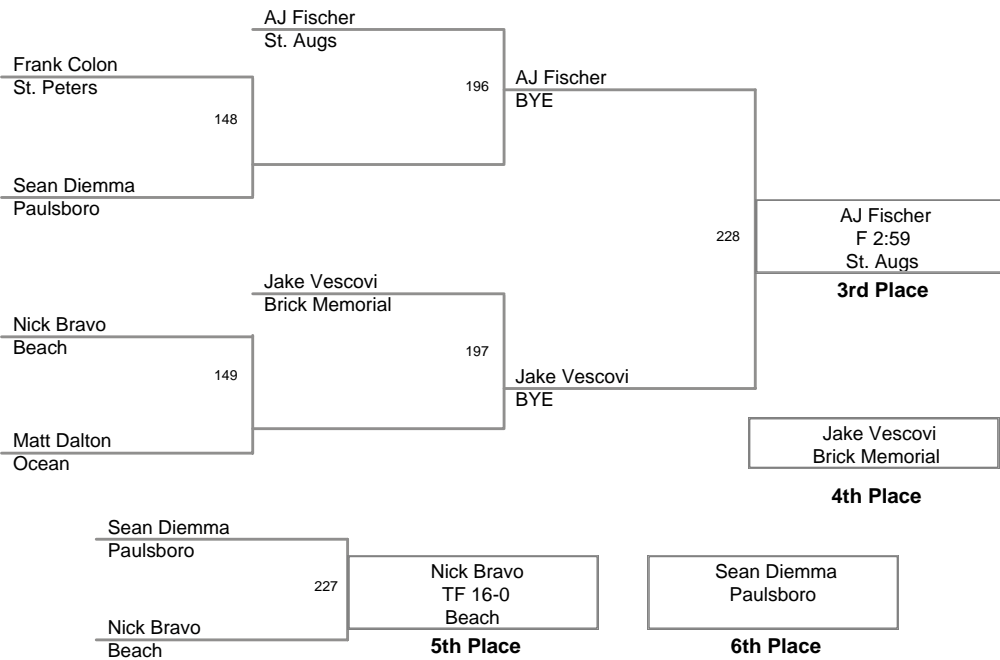 AJ Fischer
St. Augs
Frank Colon
St. Peters
148
196
AJ Fischer
BYE
Sean Diemma
Paulsboro
228
AJ Fischer
F 2:59
St. Augs
3rd Place
Jake Vescovi
Brick Memorial
Nick Bravo
Beach
149
197
Jake Vescovi
BYE
Matt Dalton
Ocean
Jake Vescovi
Brick Memorial
4th Place
Sean Diemma
Paulsboro
227
Nick Bravo
Beach
Nick Bravo
TF 16-0
Beach
5th Place
Sean Diemma
Paulsboro
6th Place